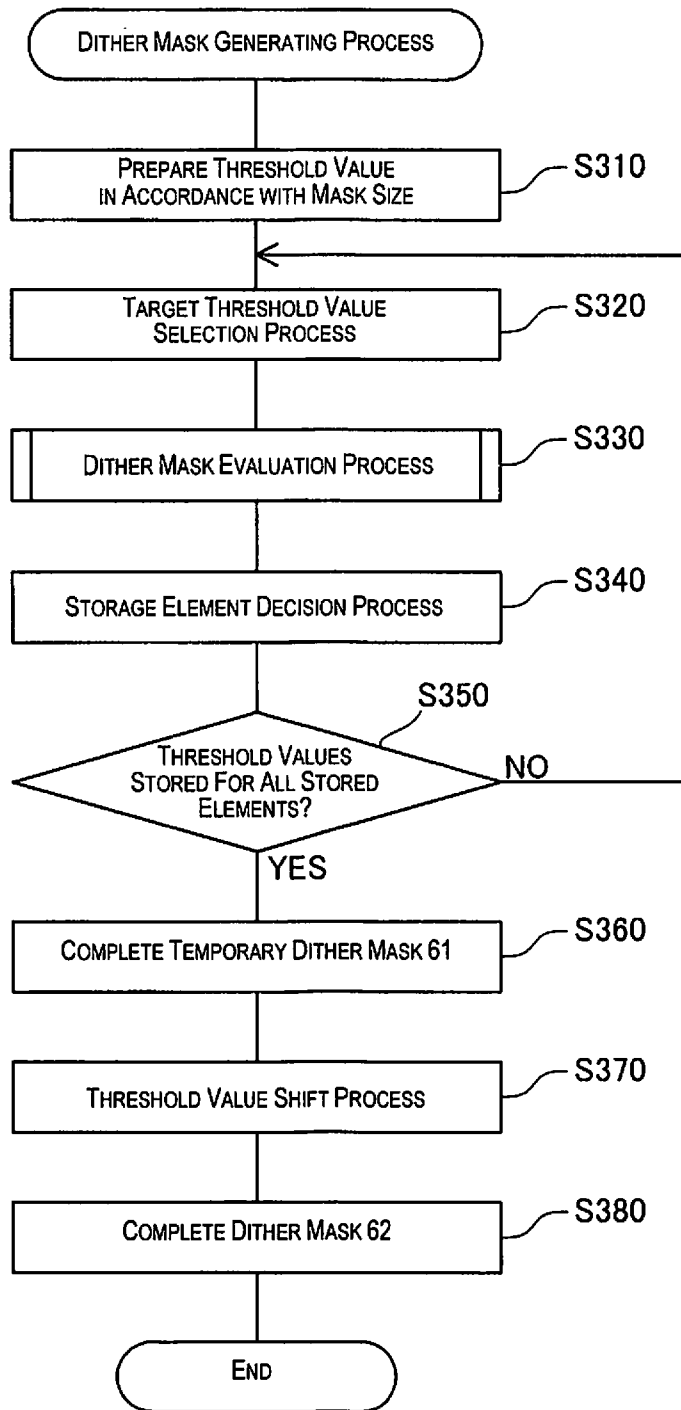 DITHER MASK GENERATING PROCESS
PREPARE THRESHOLD VALUE
IN ACCORDANCE WITH MASK SIZE
S310
TARGET THRESHOLD VALUE
SELECTION PROCESS
S320
DITHER MASK EVALUATION PROCESS
S330
STORAGE ELEMENT DECISION PROCESS
S340
S350
THRESHOLD VALUES
STORED FOR ALL STORED
ELEMENTS?
NO
YES
COMPLETE TEMPORARY DITHER MASK 61
S360
THRESHOLD VALUE SHIFT PROCESS
S370
COMPLETE DITHER MASK 62
S380
END